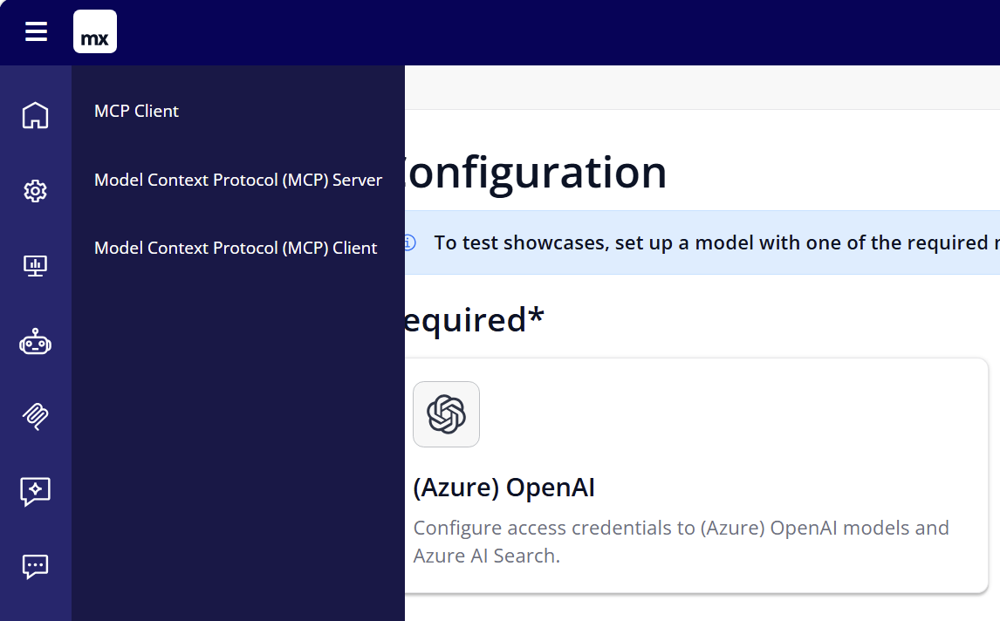 mx
MCP Client
Model Context Protocol (MCP) Server
Model Context Protocol (MCP) Client
onfiguration
To test showcases, set up a model with one of the required
equired*
(Azure) OpenAI
Configure access credentials to (Azure) OpenAI models and
Azure AI Search.